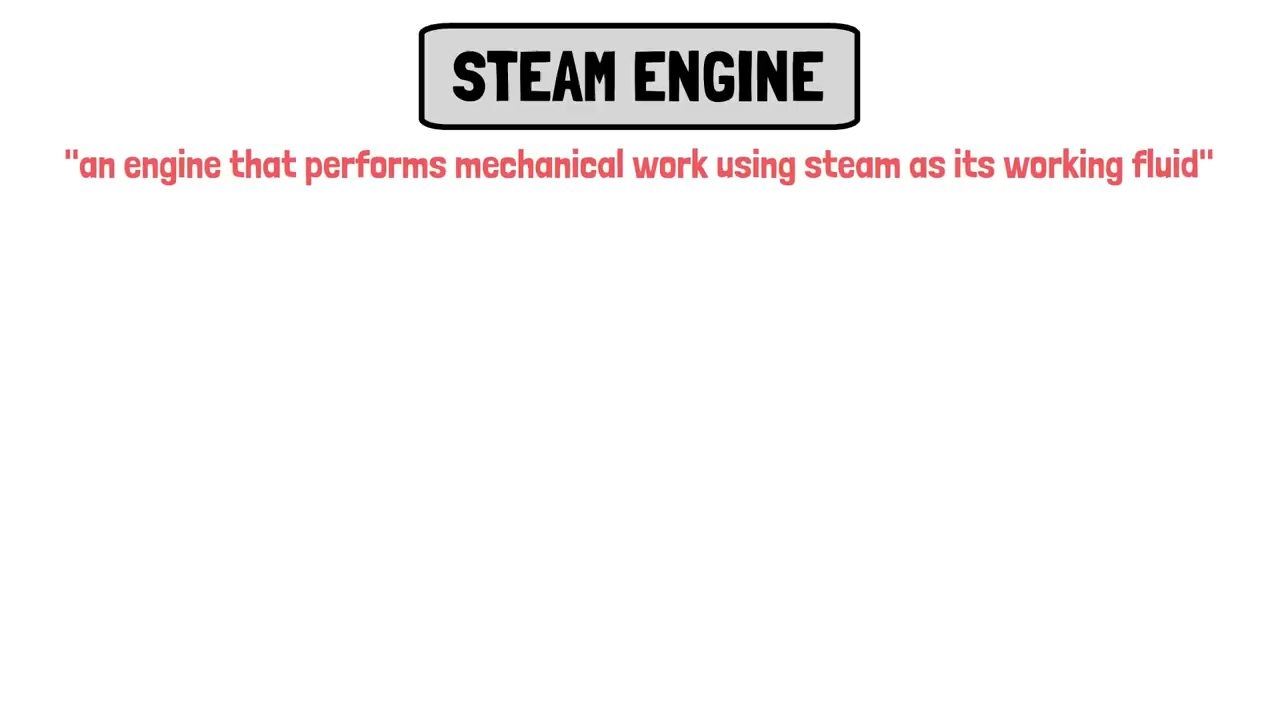 STEAM ENGINE
"an engine that performs mechanical work using steam as its working fluid"